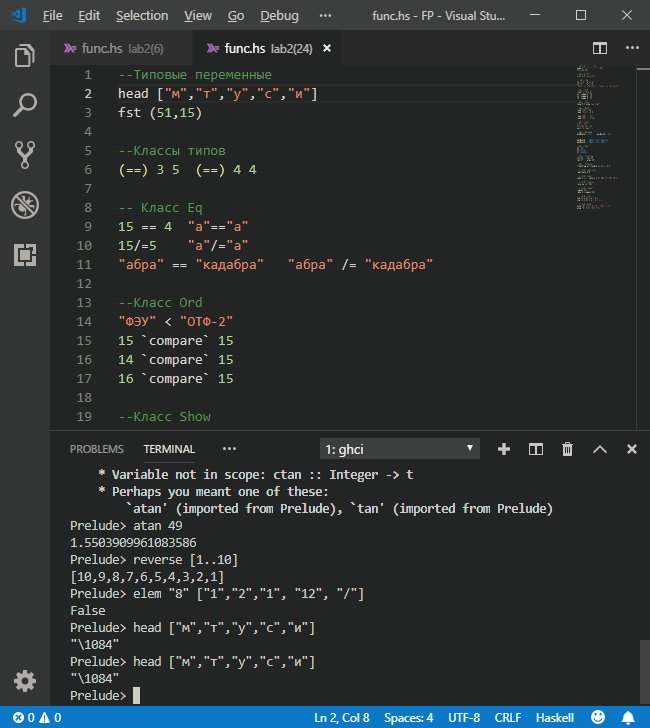 File Edit Selection View Go Debug ··· func.hs - FP - Visual Stu...
func.hs lab2(6) func.hs lab2(24)
1 --Типовые переменные
2 head ["м","т","у","с","и"]
3 fst (51,15)
4
5 --Классы типов
6 (==) 3 5  (==) 4 4
7
8 -- Класс Eq
9 15 == 4  "a"=="a"
10 15/=5    "a"/="a"
11 "абра" == "кадабра"   "абра" /= "кадабра"
12
13 --Класс Ord
14 "ФЭУ" < "ОТФ-2"
15 15 `compare` 15
16 14 `compare` 15
17 16 `compare` 15
18
19 --Класс Show
PROBLEMS TERMINAL ··· 1: ghci
* Variable not in scope: ctan :: Integer -> t
* Perhaps you meant one of these:
`atan' (imported from Prelude), `tan' (imported from Prelude)
Prelude> atan 49
1.5503909961083586
Prelude> reverse [1..10]
[10,9,8,7,6,5,4,3,2,1]
Prelude> elem "8" ["1","2","1", "12", "/"]
False
Prelude> head ["м","т","у","с","и"]
"\1084"
Prelude> head ["м","т","у","с","и"]
"\1084"
Prelude>
0 0 Ln 2, Col 8 Spaces: 4 UTF-8 CRLF Haskell